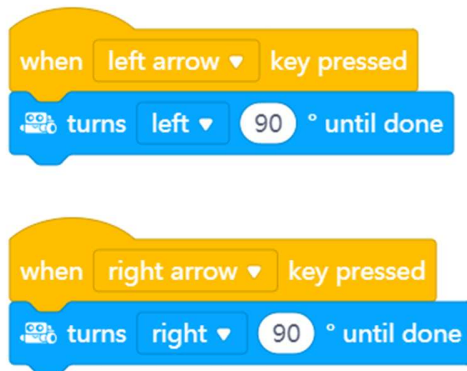 when left arrow key pressed
turns left 90 ° until done
when right arrow key pressed
turns right 90 ° until done